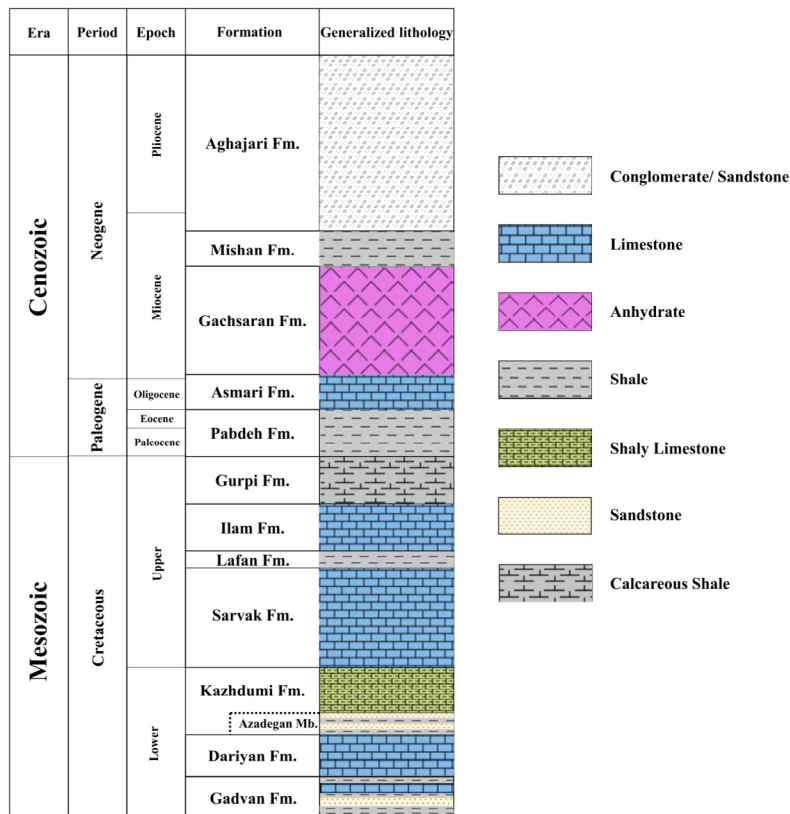 Era Period Epoch Formation Generalized lithology
Cenozoic
Mesozoic
Neogene
Paleogene
Cretaceous
Pliocene
Miocene
Oligocene
Eocene
Paleocene
Upper
Lower
Aghajari Fm.
Mishan Fm.
Gachsaran Fm.
Asmari Fm.
Pabdeh Fm.
Gurpi Fm.
Ilam Fm.
Lafan Fm.
Sarvak Fm.
Kazhdumi Fm.
Azadegan Mb.
Dariyan Fm.
Gadvan Fm.
Conglomerate/ Sandstone
Limestone
Anhydrate
Shale
Shaly Limestone
Sandstone
Calcareous Shale